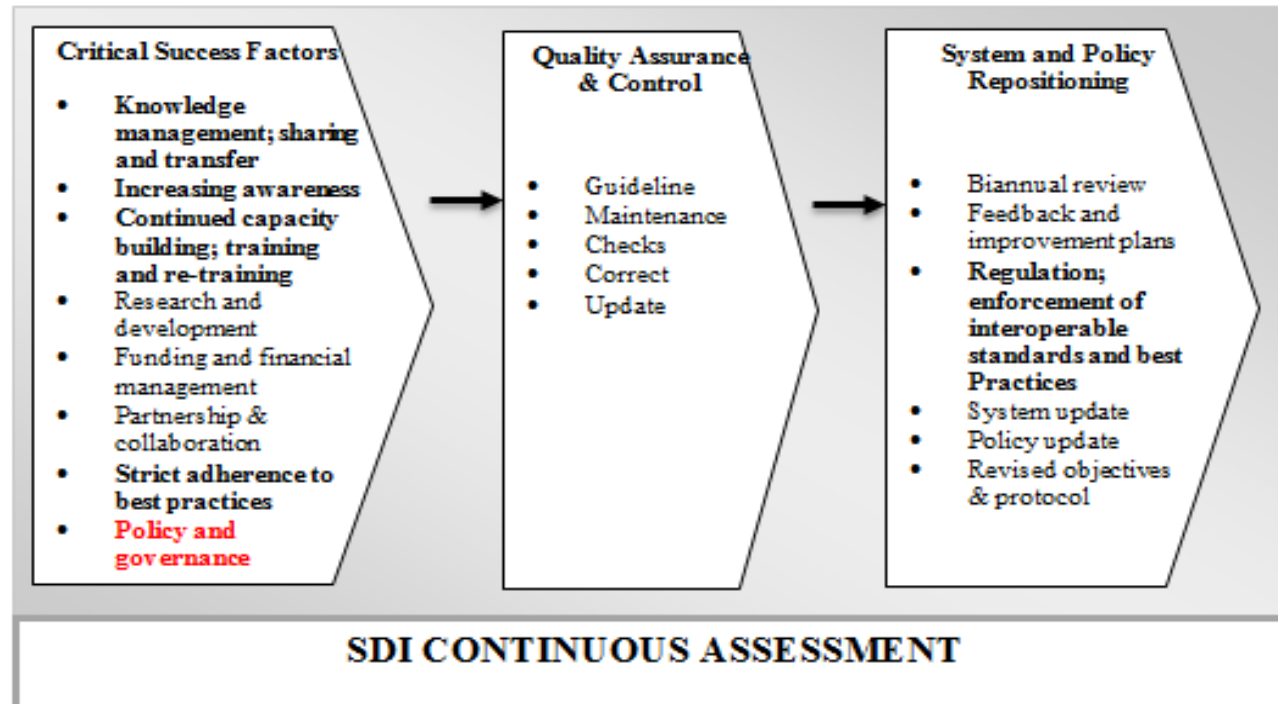 Critical Success Factors
• Knowledge
management; sharing
and transfer
• Increasing awareness
• Continued capacity
building; training
and re-training
• Research and
development
• Funding and financial
management
• Partnership &
collaboration
• Strict adherence to
best practices
• Policy and
governance
Quality Assurance
& Control
• Guideline
• Maintenance
• Checks
• Correct
• Update
System and Policy
Repositioning
• Biannual review
• Feedback and
improvement plans
• Regulation;
enforcement of
interoperable
standards and best
Practices
• System update
• Policy update
• Revised objectives
& protocol
SDI CONTINUOUS ASSESSMENT